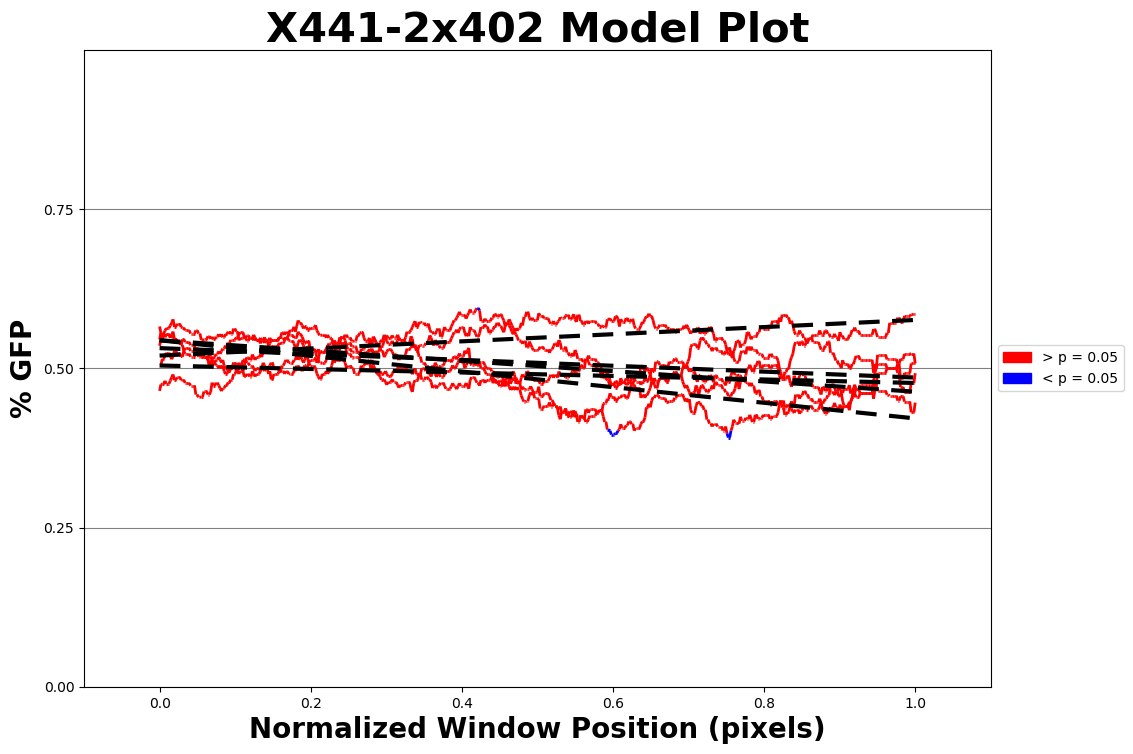 X441-2x402 Model Plot
% GFP
0.75
0.50
0.25
0.00
0.0 0.2 0.4 0.6 0.8 1.0
Normalized Window Position (pixels)
> p = 0.05
< p = 0.05